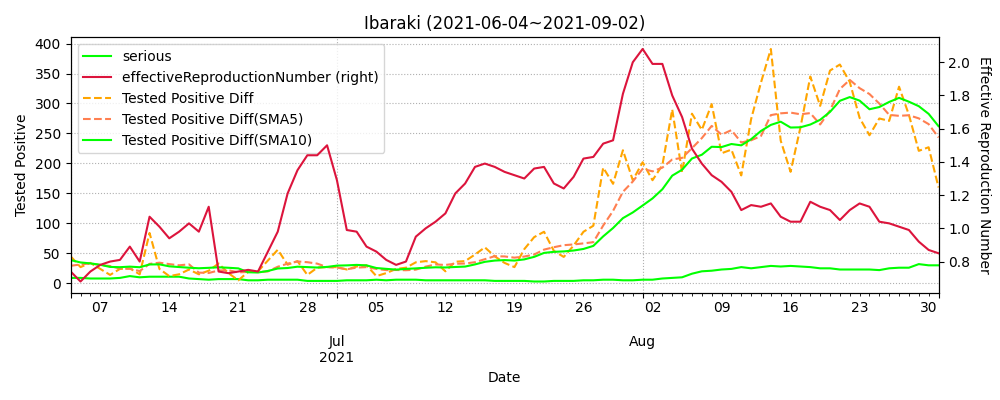 Ibaraki (2021-06-04~2021-09-02)
serious
effectiveReproductionNumber (right)
Tested Positive Diff
Tested Positive Diff(SMA5)
Tested Positive Diff(SMA10)
Tested Positive
400
350
300
250
200
150
100
50
0
Effective Reproduction Number
2.0
1.8
1.6
1.4
1.2
1.0
0.8
07 14 21 28 05 12 19 26 02 09 16 23 30
Jul Aug
2021
Date